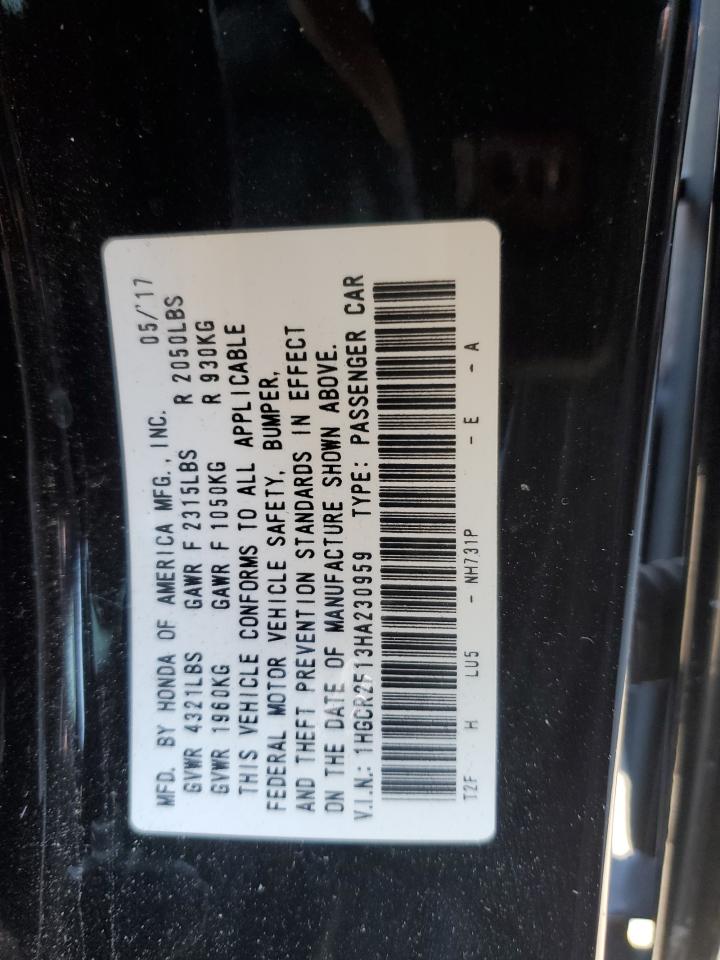 MFD. BY HONDA OF AMERICA MFG., INC. 05/'17
GVWR 4321LBS GAWR F 2315LBS R 2050LBS
GVWR 1960KG GAWR F 1050KG R 930KG
THIS VEHICLE CONFORMS TO ALL APPLICABLE
FEDERAL MOTOR VEHICLE SAFETY, BUMPER,
AND THEFT PREVENTION STANDARDS IN EFFECT
ON THE DATE OF MANUFACTURE SHOWN ABOVE.
V.I.N.: 1HGCR2F13HA230959 TYPE: PASSENGER CAR
T2F H LU5 - NH731P - E - A